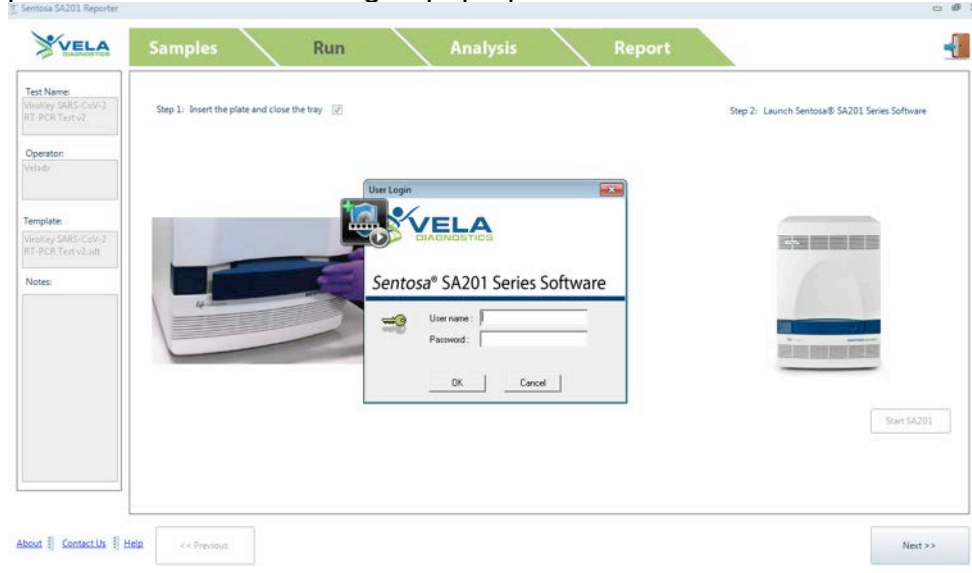 Sentosa SA201 Reporter
VELA
DIAGNOSTICS
Samples
Run
Analysis
Report
Test Name:
ViroKey SARS-CoV-2
RT-PCR Test v2
Operator:
Veladx
Template:
ViroKey SARS-CoV-2
RT-PCR Test v2.sdt
Notes:
Step 1: Insert the plate and close the tray
Step 2: Launch Sentosa® SA201 Series Software
User Login
VELA
DIAGNOSTICS
Sentosa® SA201 Series Software
User name :
Password :
OK
Cancel
Start SA201
About
Contact Us
Help
<< Previous
Next >>